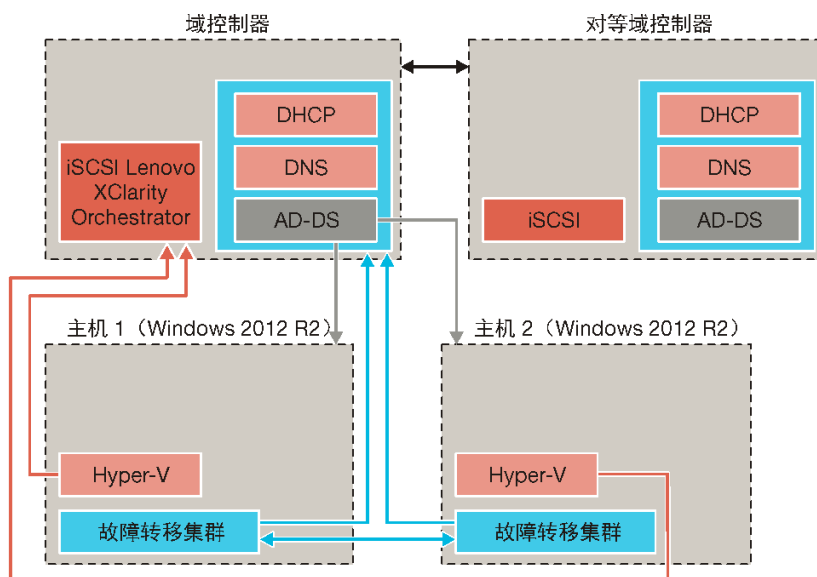 域控制器
对等域控制器
DHCP
DNS
AD-DS
iSCSI Lenovo
XClarity
Orchestrator
DHCP
DNS
AD-DS
iSCSI
主机 1（Windows 2012 R2）
主机 2（Windows 2012 R2）
Hyper-V
故障转移集群
Hyper-V
故障转移集群